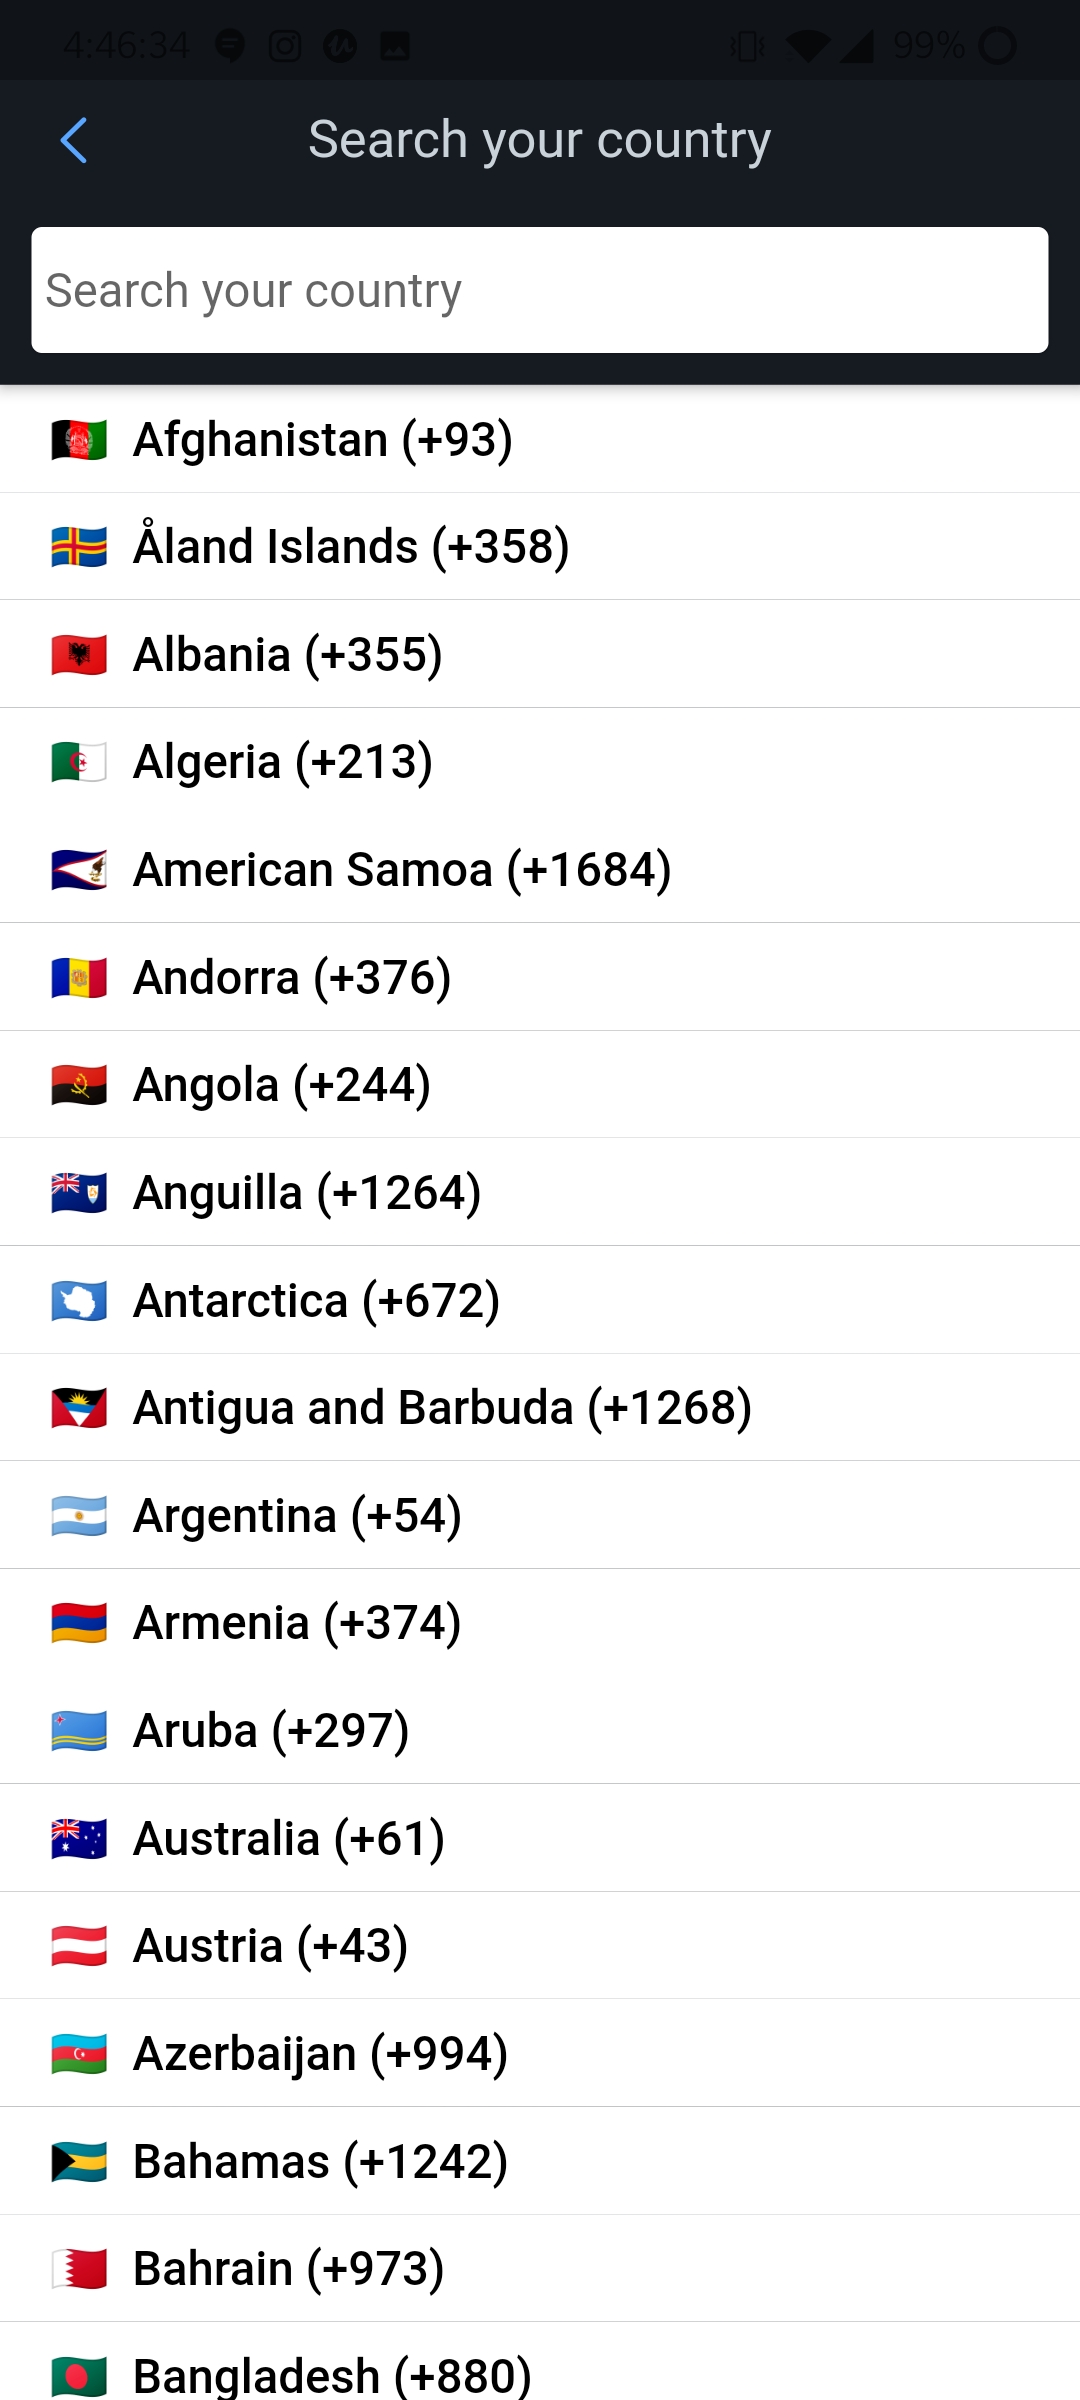 4:46:34 99%
Search your country
Search your country
Afghanistan (+93)
Åland Islands (+358)
Albania (+355)
Algeria (+213)
American Samoa (+1684)
Andorra (+376)
Angola (+244)
Anguilla (+1264)
Antarctica (+672)
Antigua and Barbuda (+1268)
Argentina (+54)
Armenia (+374)
Aruba (+297)
Australia (+61)
Austria (+43)
Azerbaijan (+994)
Bahamas (+1242)
Bahrain (+973)
Bangladesh (+880)